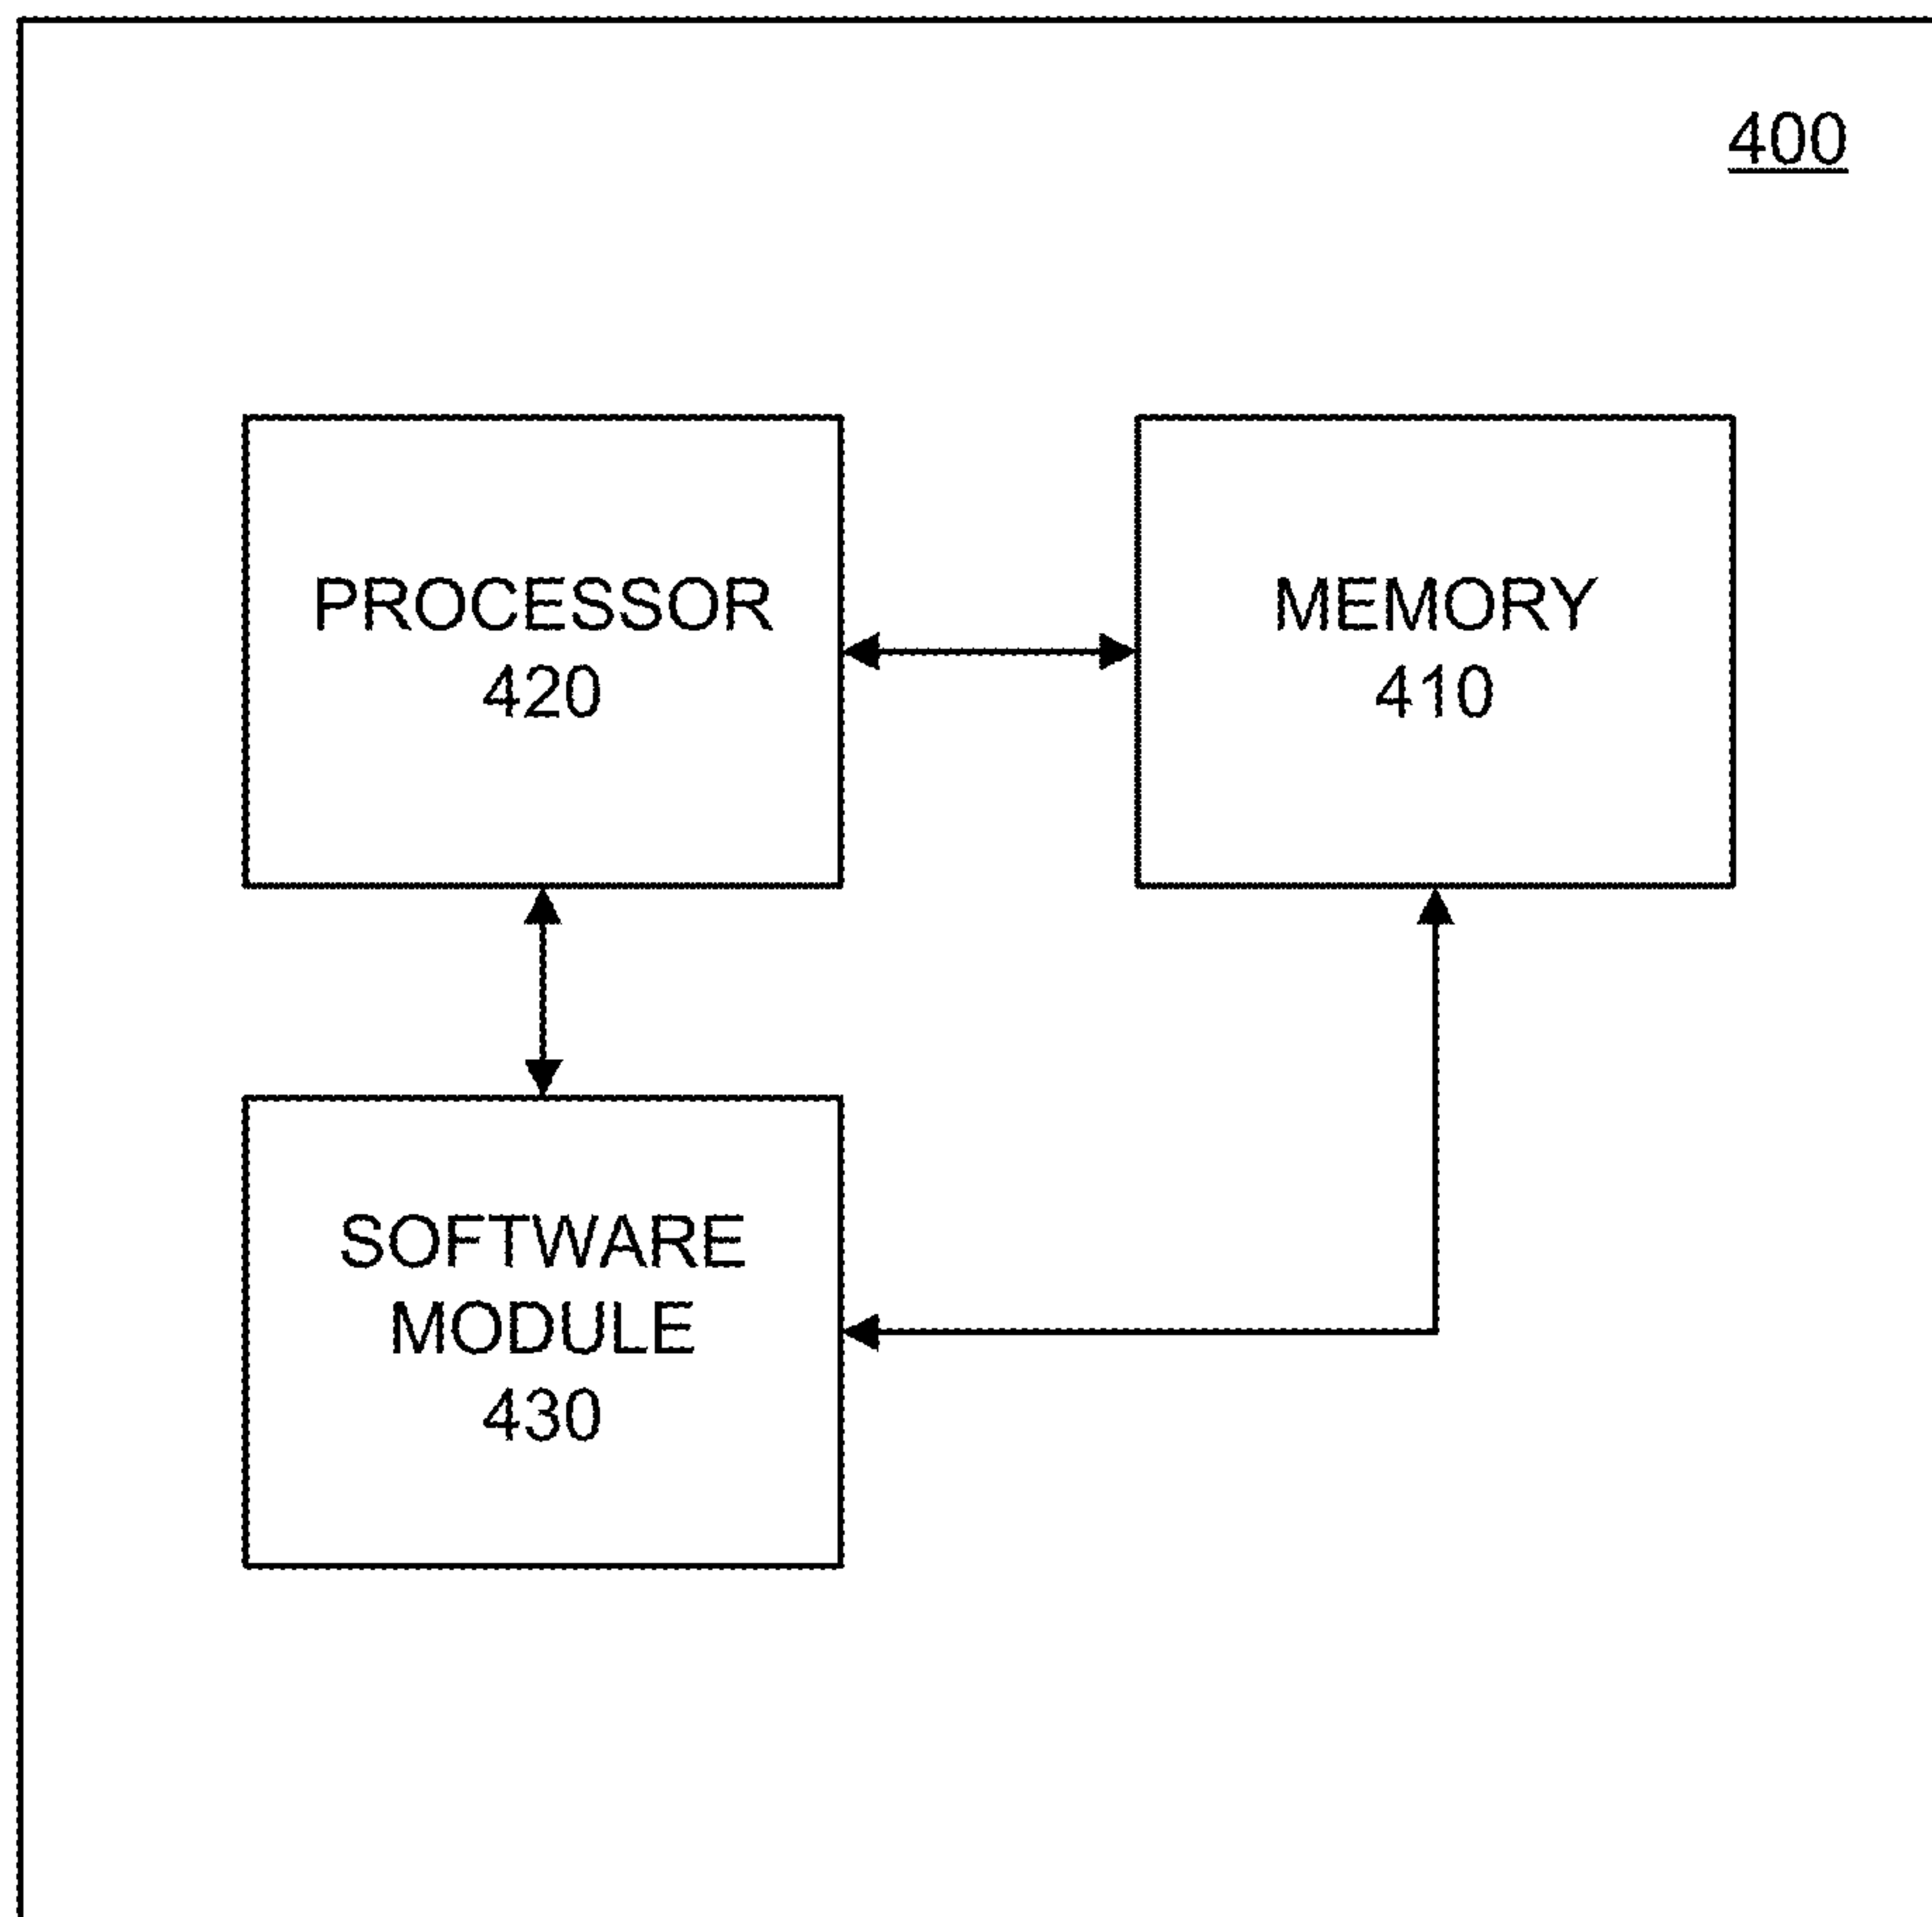 400
PROCESSOR
420
MEMORY
410
SOFTWARE
MODULE
430